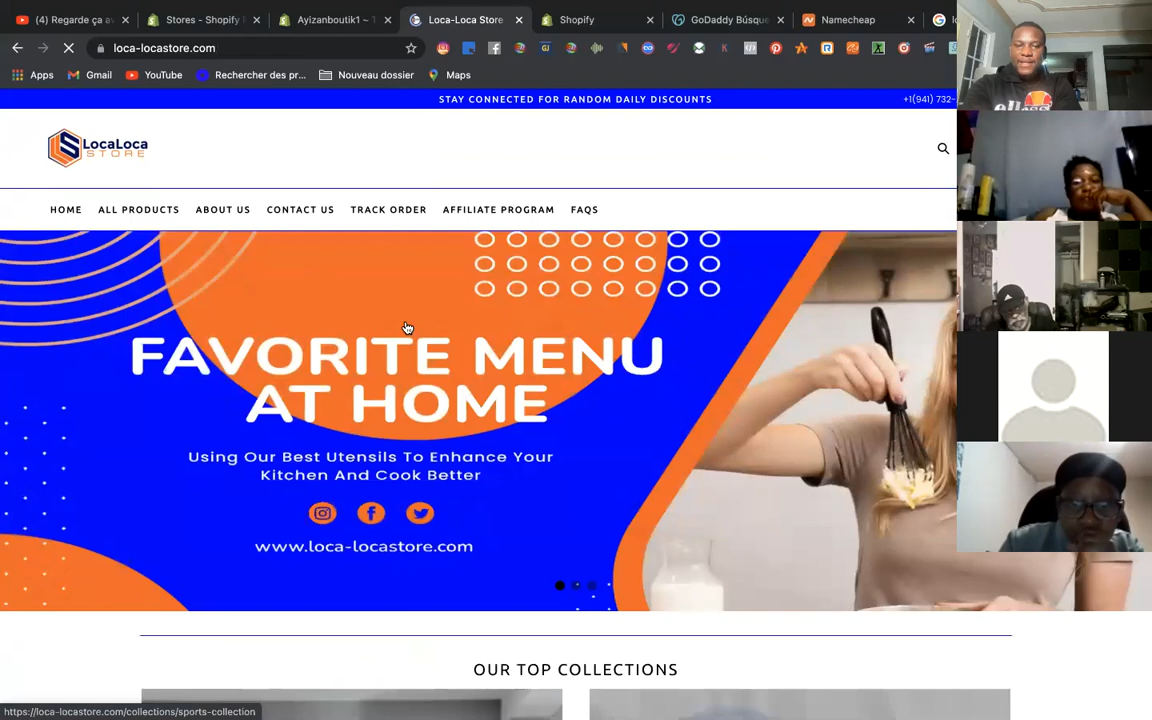 (4) Regarde ça av
Stores - Shopify
Ayizanboutik1 ~
Loca-Loca Store
Shopify
GoDaddy Búsque
Namecheap
loca-locastore.com
Apps
Gmail
YouTube
Rechercher des pr...
Nouveau dossier
Maps
STAY CONNECTED FOR RANDOM DAILY DISCOUNTS
+1(941) 732-
LocaLoca
STORE
HOME
ALL PRODUCTS
ABOUT US
CONTACT US
TRACK ORDER
AFFILIATE PROGRAM
FAQS
FAVORITE MENU
AT HOME
Using Our Best Utensils To Enhance Your
Kitchen And Cook Better
www.loca-locastore.com
OUR TOP COLLECTIONS
https://loca-locastore.com/collections/sports-collection
ellesse